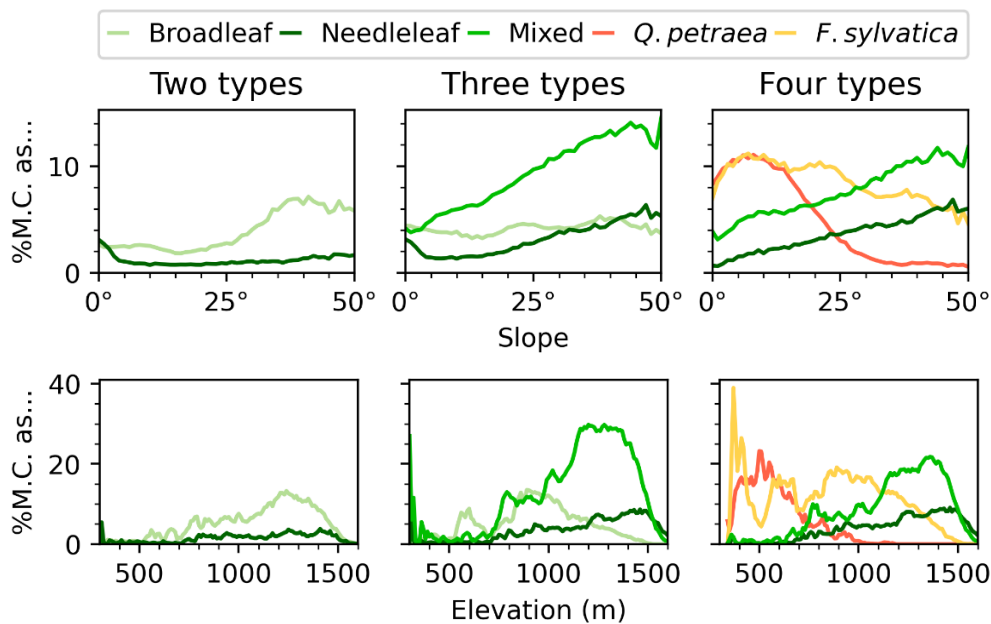 Broadleaf Needleleaf Mixed Q. petraea F. sylvatica
Two types Three types Four types
%M.C. as...
10
0
0° 25° 50° 0° 25° 50° 0° 25° 50°
Slope
%M.C. as...
40
20
0
500 1000 1500 500 1000 1500 500 1000 1500
Elevation (m)